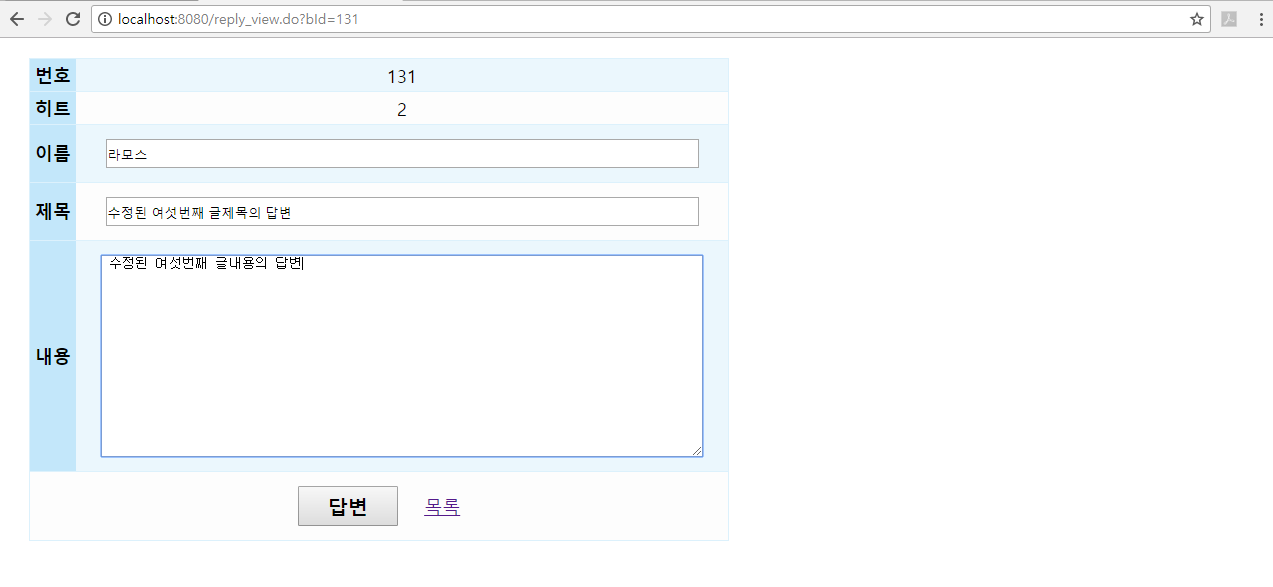 localhost:8080/reply_view.do?bId=131
번호 131
히트 2
이름 라모스
제목 수정된 여섯번째 글제목의 답변
내용 수정된 여섯번째 글내용의 답변
답변 목록